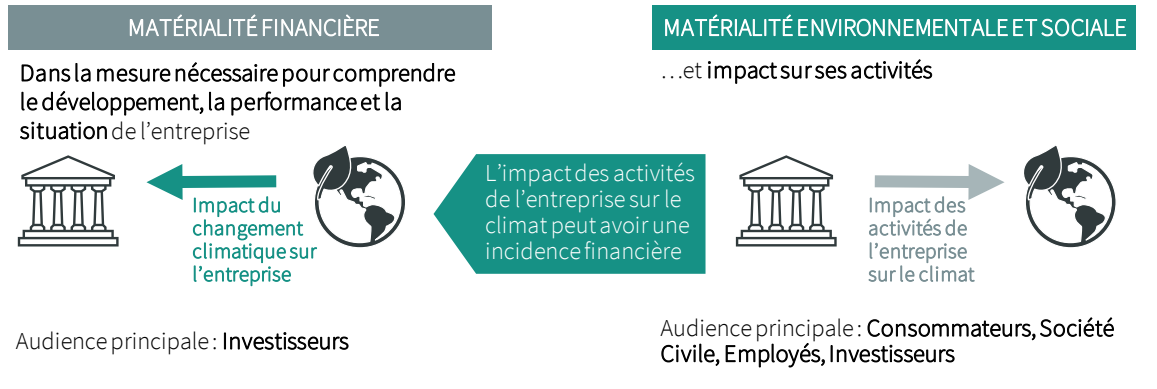 MATÉRIALITÉ FINANCIÈRE
Dans la mesure nécessaire pour comprendre
le développement, la performance et la
situation de l'entreprise
Impact du
changement
climatique sur
l'entreprise
Audience principale : Investisseurs
L'impact des activités
de l'entreprise sur le
climat peut avoir une
incidence financière
MATÉRIALITÉ ENVIRONNEMENTALE ET SOCIALE
…et impact sur ses activités
Impact des
activités de
l'entreprise
sur le climat
Audience principale : Consommateurs, Société
Civile, Employés, Investisseurs